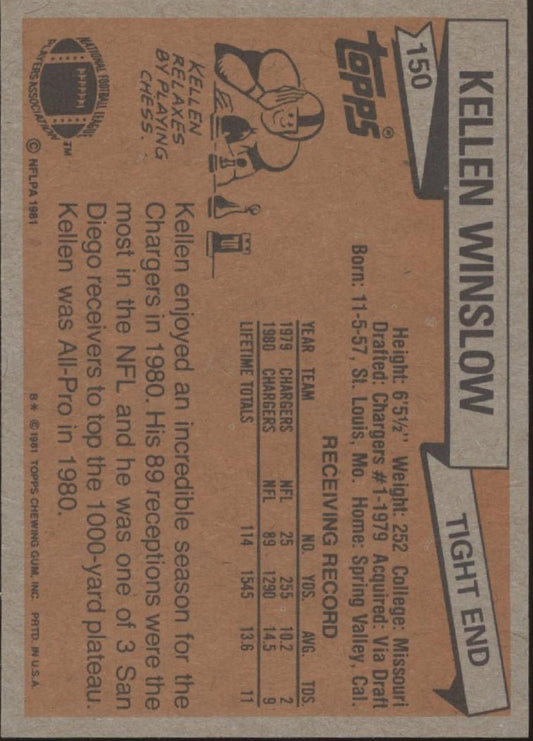 KELLEN WINSLOW
TIGHT END
150
topps®
Height: 6'5½" Weight: 252 College: Missouri
Drafted: Chargers #1-1979 Acquired: Via Draft
Born: 11-5-57, St. Louis, Mo. Home: Spring Valley, Cal.
RECEIVING RECORD
YEAR TEAM NO. YDS. AVG. TDS.
1979 CHARGERS NFL 25 255 10.2 2
1980 CHARGERS NFL 89 1290 14.5 9
LIFETIME TOTALS 114 1545 13.6 11
KELLEN
RELAXES
BY PLAYING
CHESS.
Kellen enjoyed an incredible season for the
Chargers in 1980. His 89 receptions were the
most in the NFL and he was one of 3 San
Diego receivers to top the 1000-yard plateau.
Kellen was All-Pro in 1980.
NATIONAL FOOTBALL LEAGUE
PLAYERS ASSOCIATION
TM
© NFLPA 1981
B* © 1981 TOPPS CHEWING GUM, INC. PRTD. IN U.S.A.